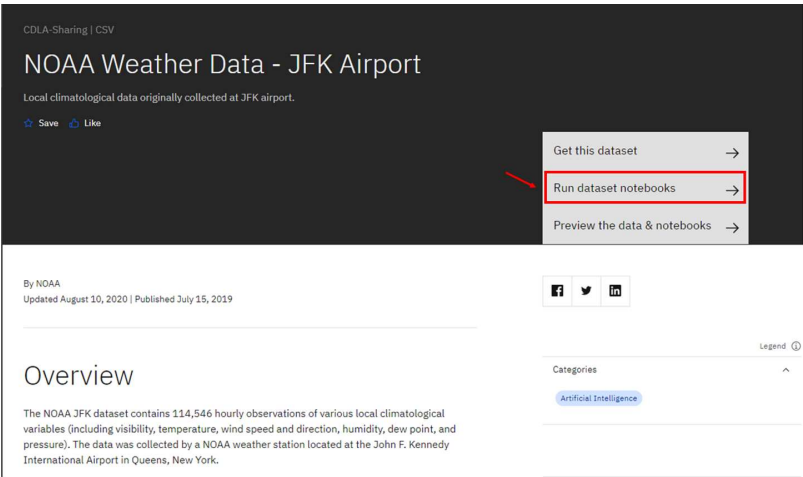 CDLA-Sharing | CSV
NOAA Weather Data - JFK Airport
Local climatological data originally collected at JFK airport.
Save Like
Get this dataset
Run dataset notebooks
Preview the data & notebooks
By NOAA
Updated August 10, 2020 | Published July 15, 2019
Legend
Categories
Artificial Intelligence
Overview
The NOAA JFK dataset contains 114,546 hourly observations of various local climatological
variables (including visibility, temperature, wind speed and direction, humidity, dew point, and
pressure). The data was collected by a NOAA weather station located at the John F. Kennedy
International Airport in Queens, New York.